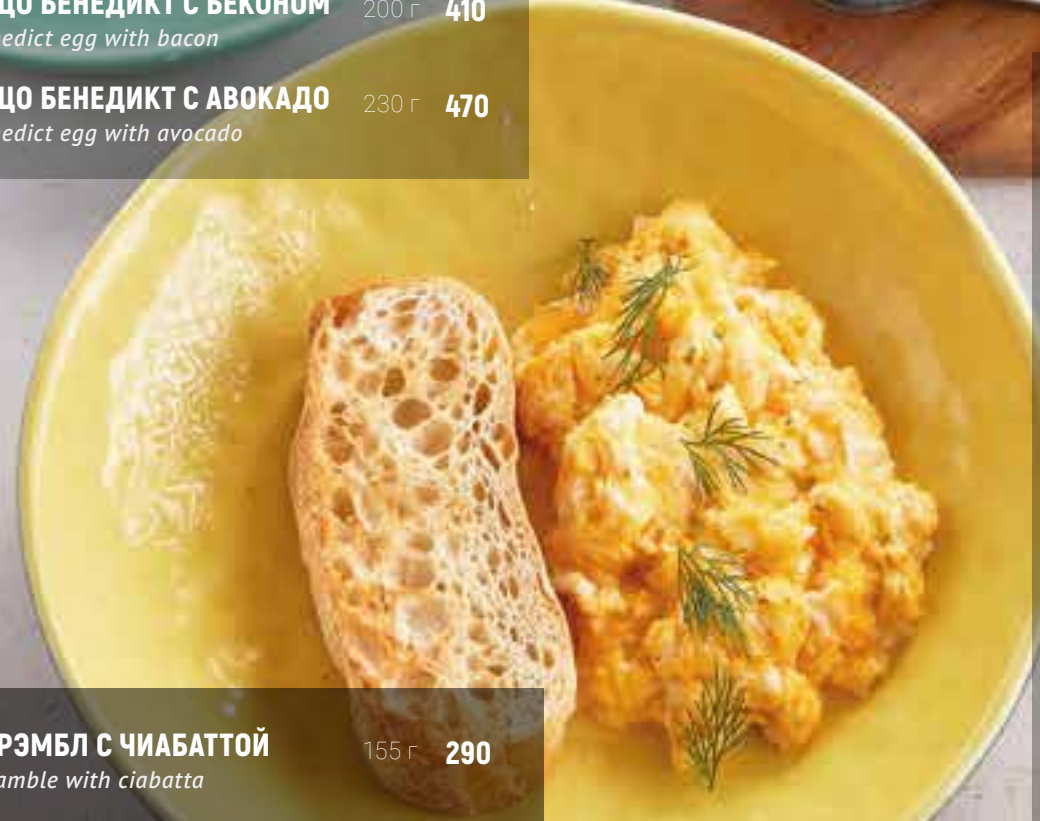 ЦО БЕНЕДИКТ С БЕКОНОМ 200 г 410
edict egg with bacon
ЦО БЕНЕДИКТ С АВОКАДО 230 г 470
edict egg with avocado
РЭМБЛ С ЧИАБАТТОЙ 155 г 290
amble with ciabatta